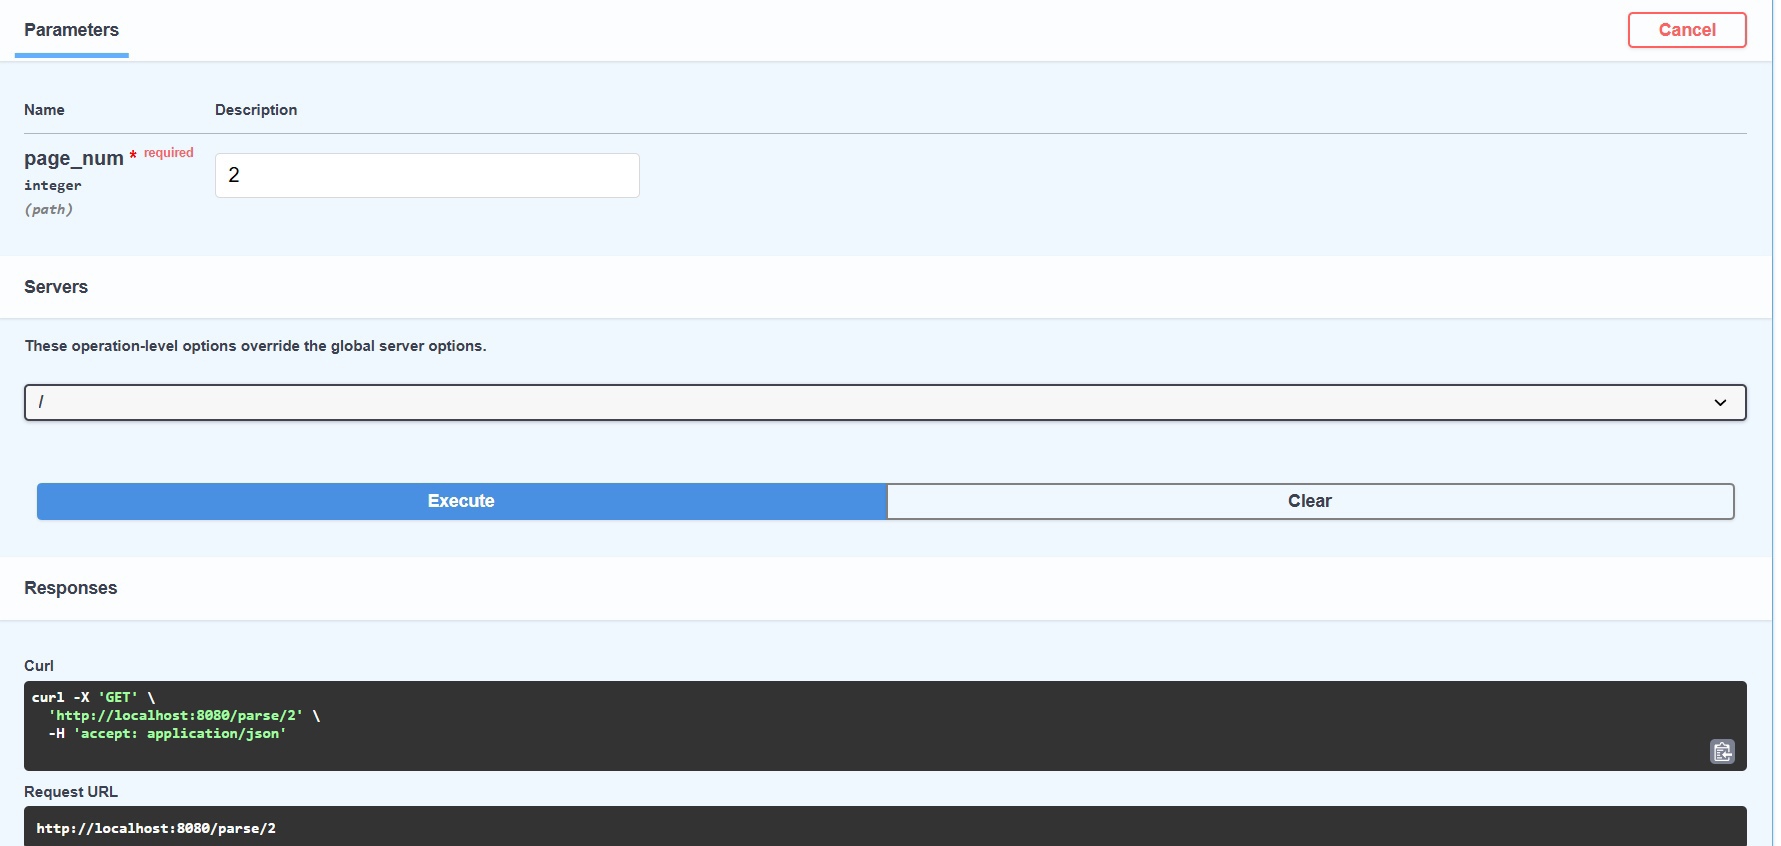 Parameters
Cancel
Name Description
page_num * required
integer
(path)
2
Servers
These operation-level options override the global server options.
/
Execute Clear
Responses
Curl
curl -X 'GET' \
  'http://localhost:8080/parse/2' \
  -H 'accept: application/json'
Request URL
http://localhost:8080/parse/2